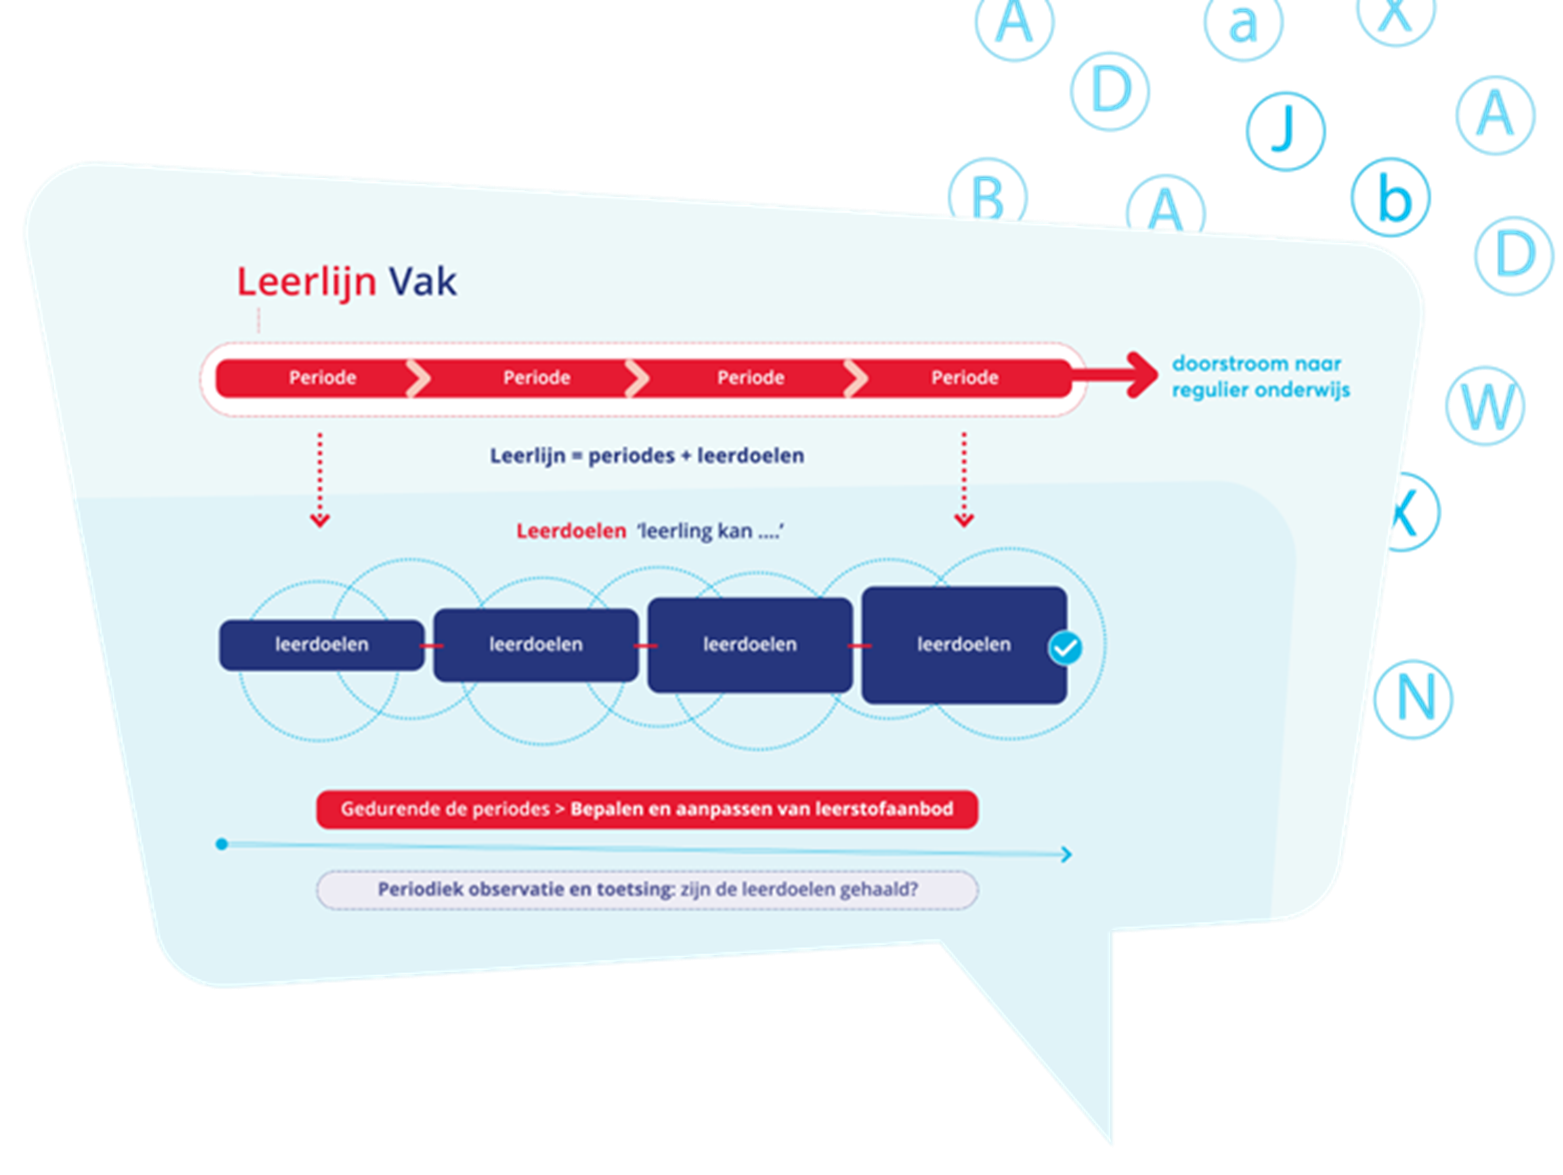 A a X
D
J
A
B A b
D
Leerlijn Vak
Periode Periode Periode Periode
doorstroom naar
regulier onderwijs
W
Leerlijn = periodes + leerdoelen
X
Leerdoelen 'leerling kan ....'
leerdoelen leerdoelen leerdoelen leerdoelen
N
Gedurende de periodes > Bepalen en aanpassen van leerstofaanbod
Periodiek observatie en toetsing: zijn de leerdoelen gehaald?